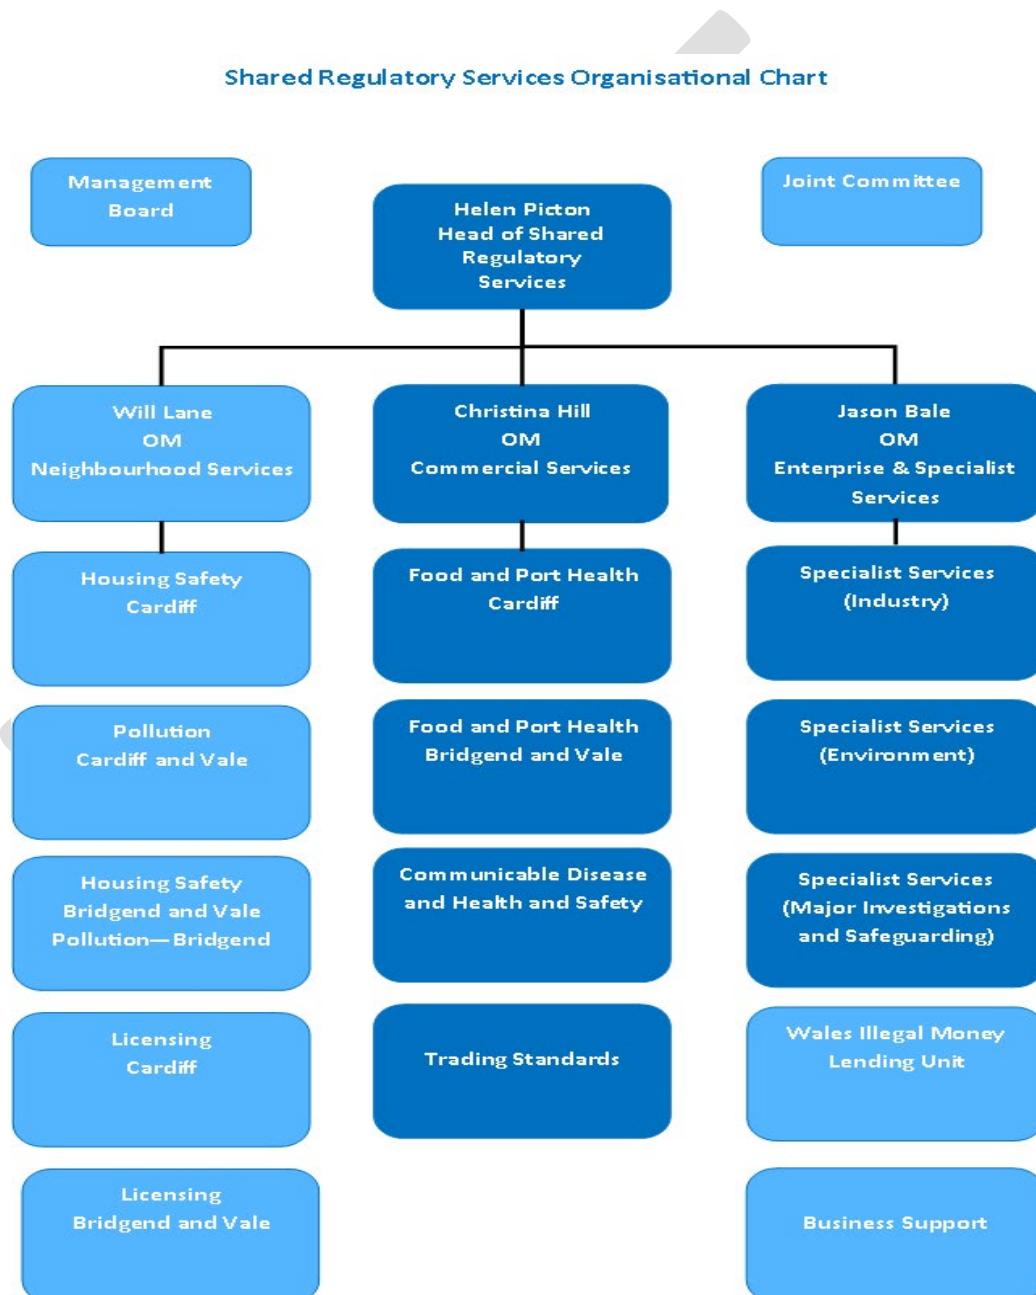 Shared Regulatory Services Organisational Chart
Management
Board
Joint Committee
Helen Picton
Head of Shared
Regulatory
Services
Will Lane
OM
Neighbourhood Services
Christina Hill
OM
Commercial Services
Jason Bale
OM
Enterprise & Specialist
Services
Housing Safety
Cardiff
Food and Port Health
Cardiff
Specialist Services
(Industry)
Pollution
Cardiff and Vale
Food and Port Health
Bridgend and Vale
Specialist Services
(Environment)
Housing Safety
Bridgend and Vale
Pollution—Bridgend
Communicable Disease
and Health and Safety
Specialist Services
(Major Investigations
and Safeguarding)
Licensing
Cardiff
Trading Standards
Wales Illegal Money
Lending Unit
Licensing
Bridgend and Vale
Business Support